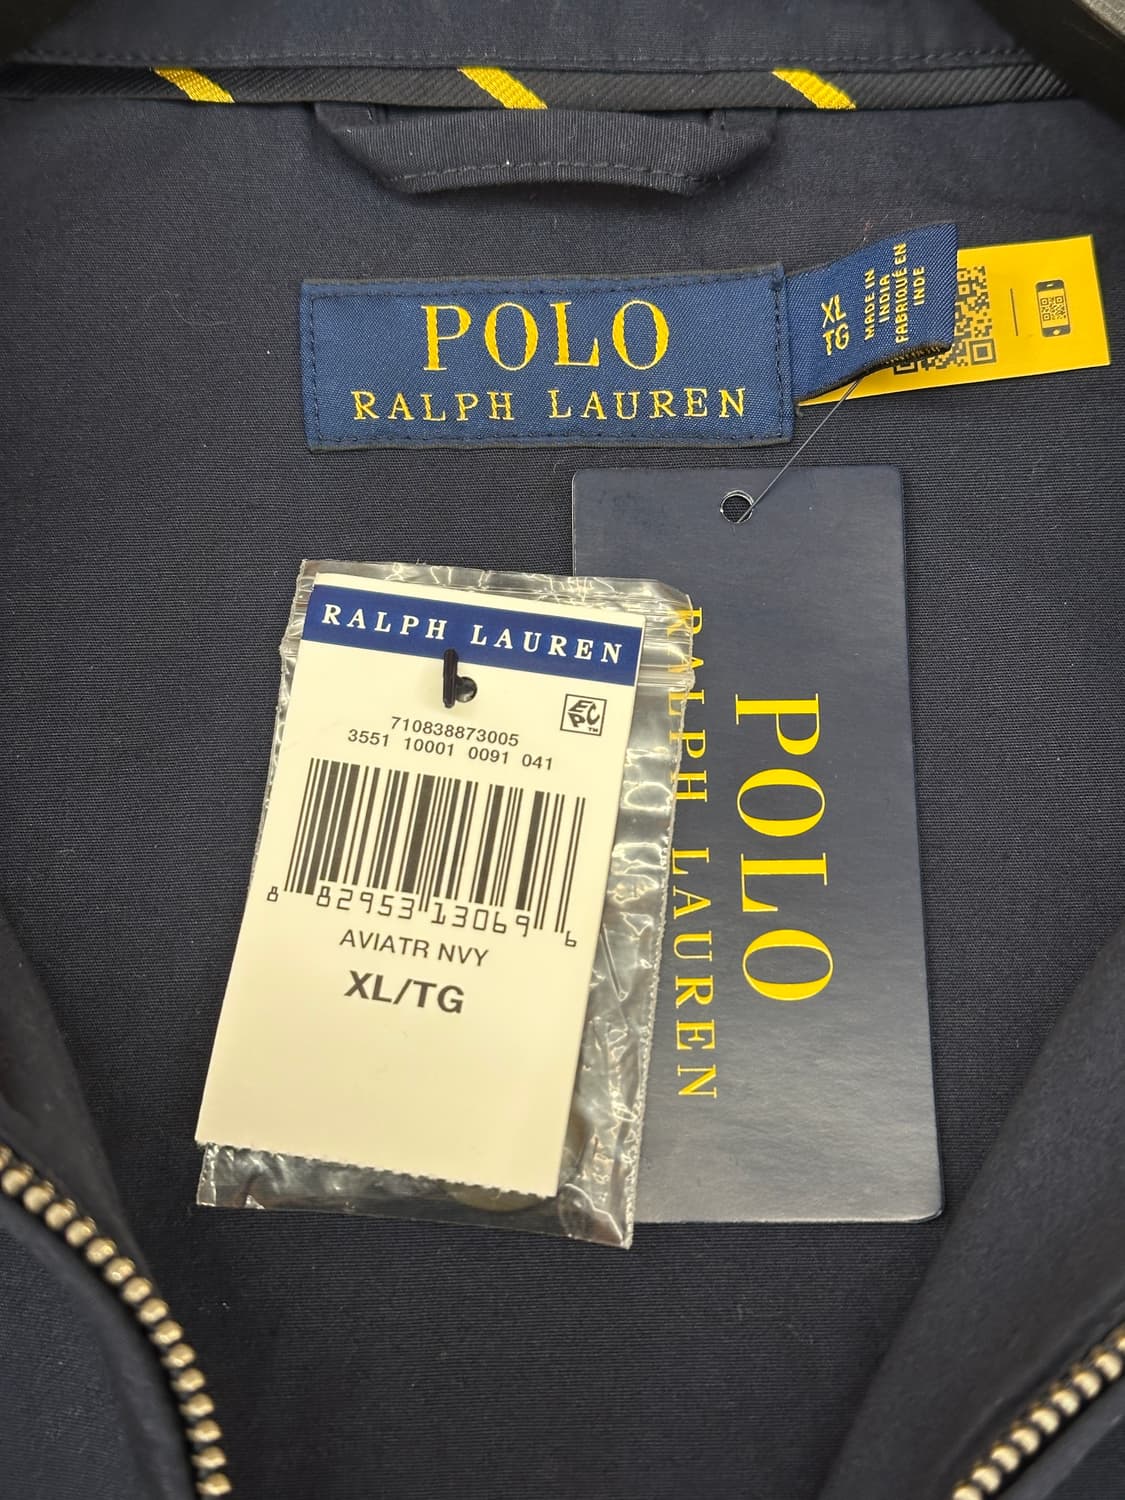 POLO
RALPH LAUREN
XL
TG
MADE IN
INDIA
FABRIQUÉ EN
INDE
RALPH LAUREN
EPC™
710838873005
3551 10001 0091 041
8 82953 13069 6
AVIATR NVY
XL/TG
POLO
RALPH LAUREN